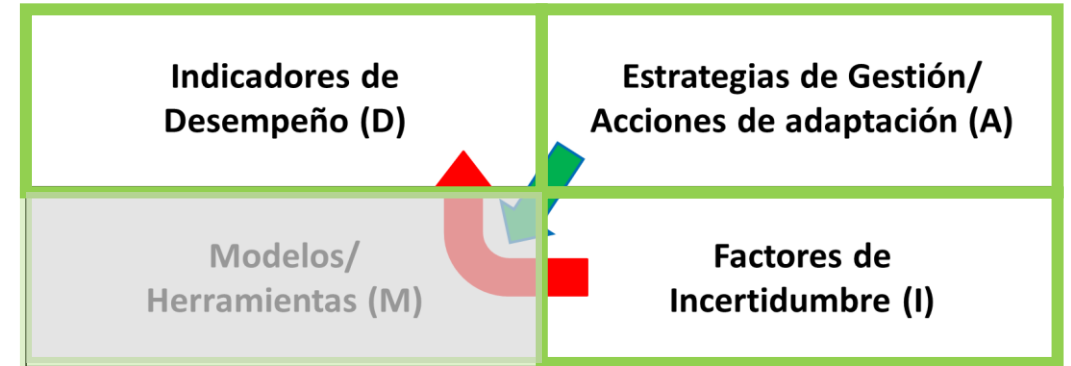 Indicadores de
Desempeño (D)
Estrategias de Gestión/
Acciones de adaptación (A)
Modelos/
Herramientas (M)
Factores de
Incertidumbre (I)